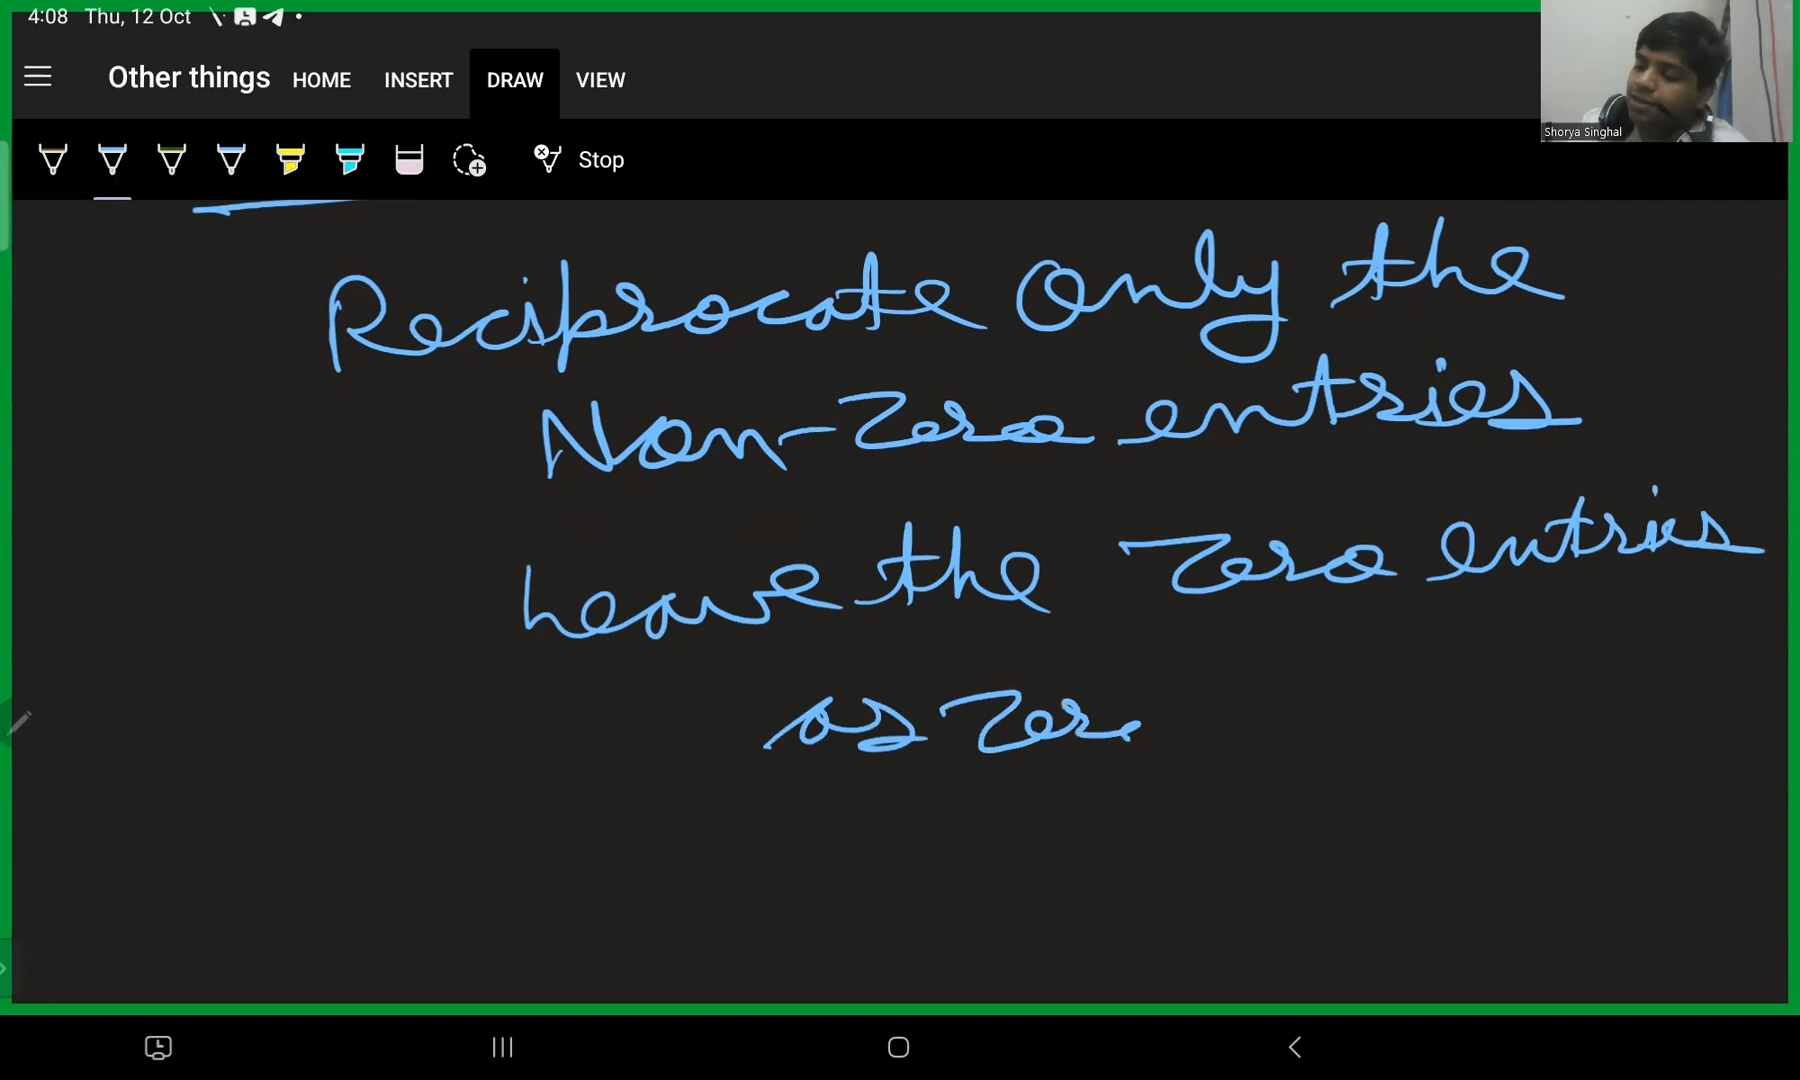 4:08 Thu, 12 Oct
Other things HOME INSERT DRAW VIEW
Stop
Shorya Singhal
Reciprocate Only the
Non-Zero entries
Leave the Zero entries
as Zero